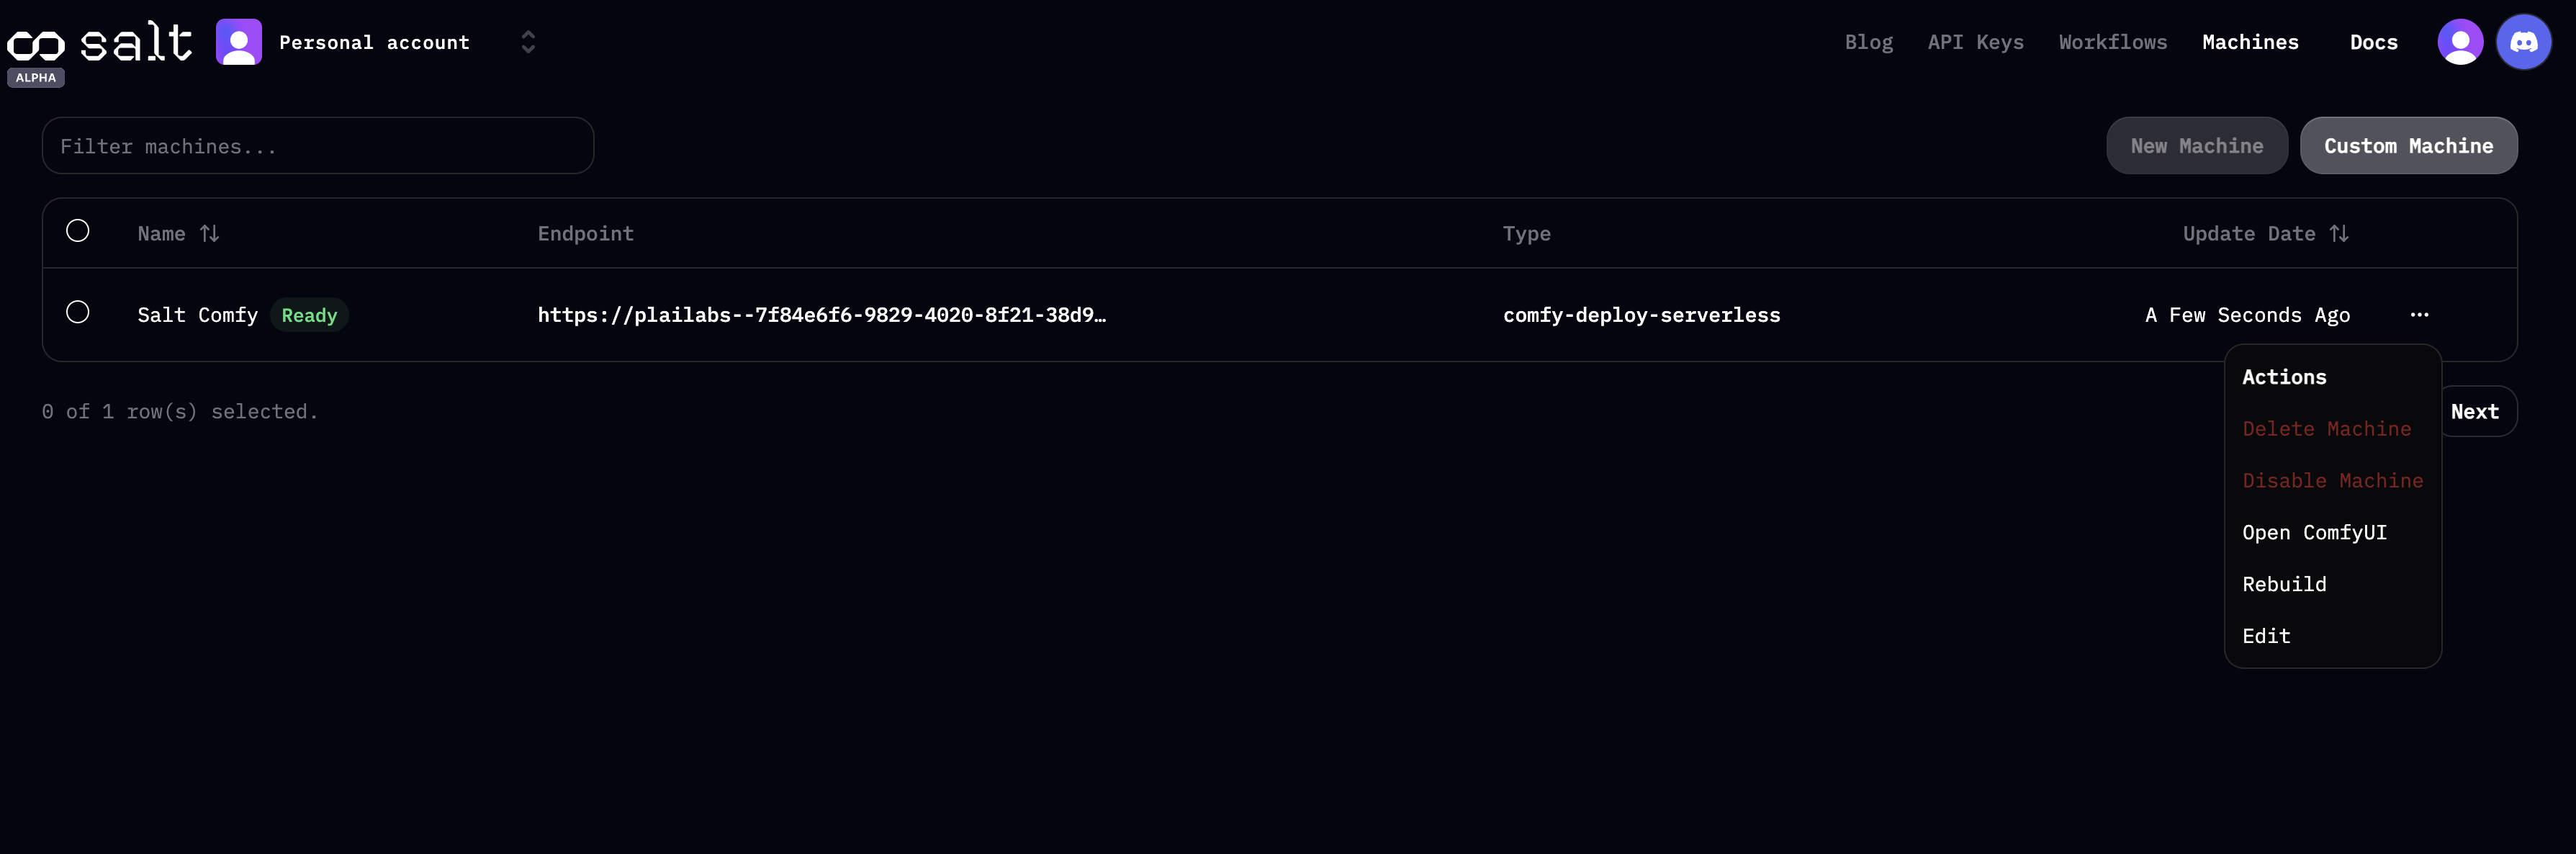 salt
ALPHA
Personal account
Blog
API Keys
Workflows
Machines
Docs
Filter machines...
New Machine
Custom Machine
Name
Endpoint
Type
Update Date
Salt Comfy
Ready
https://plailabs--7f84e6f6-9829-4020-8f21-38d9…
comfy-deploy-serverless
A Few Seconds Ago
0 of 1 row(s) selected.
Actions
Delete Machine
Disable Machine
Open ComfyUI
Rebuild
Edit
Next